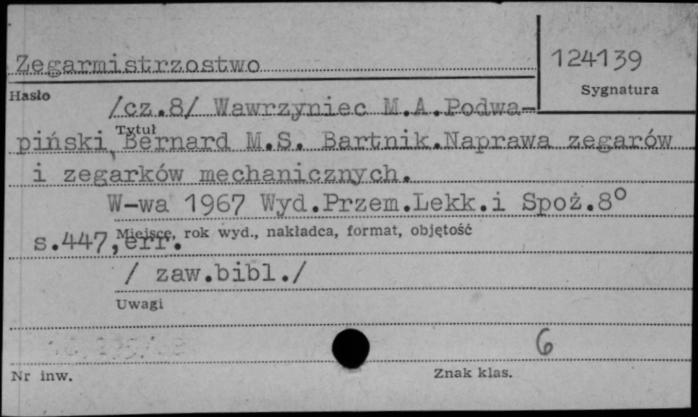 Zegarmistrzostwo
124139
Hasło
Sygnatura
/cz.8/ Wawrzyniec M.A.Podwa-
Tytuł
piński, Bernard M.S. Bartnik.Naprawa zegarów
i zegarków mechanicznych.
W-wa 1967 Wyd.Przem.Lekk.i Spoż.8°
Miejsce, rok wyd., nakładca, format, objętość
s.447,err.
/ zaw.bibl./
Uwagi
6
Nr inw.
Znak klas.